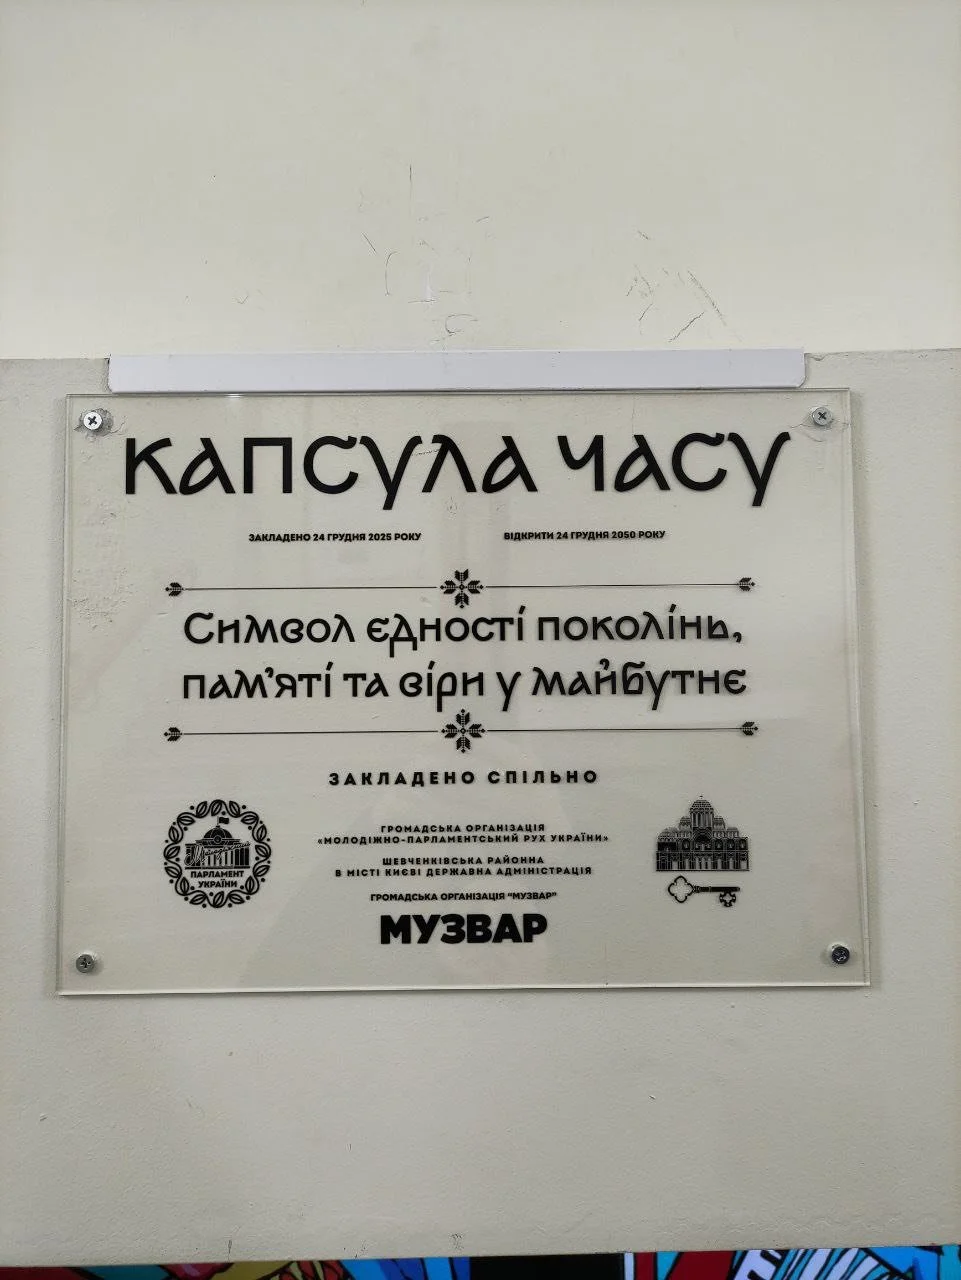 КАПСУЛА ЧАСУ
ЗАКЛАДЕНО 24 ГРУДНЯ 2025 РОКУ
ВІДКРИТИ 24 ГРУДНЯ 2050 РОКУ
Символ єдності поколінь,
пам’яті та віри у майбутнє
ЗАКЛАДЕНО СПІЛЬНО
ГРОМАДСЬКА ОРГАНІЗАЦІЯ
«МОЛОДІЖНО-ПАРЛАМЕНТСЬКИЙ РУХ УКРАЇНИ»
ШЕВЧЕНКІВСЬКА РАЙОННА
В МІСТІ КИЄВІ ДЕРЖАВНА АДМІНІСТРАЦІЯ
ГРОМАДСЬКА ОРГАНІЗАЦІЯ "МУЗВАР"
МУЗВАР
ПАРЛАМЕНТ
УКРАЇНИ